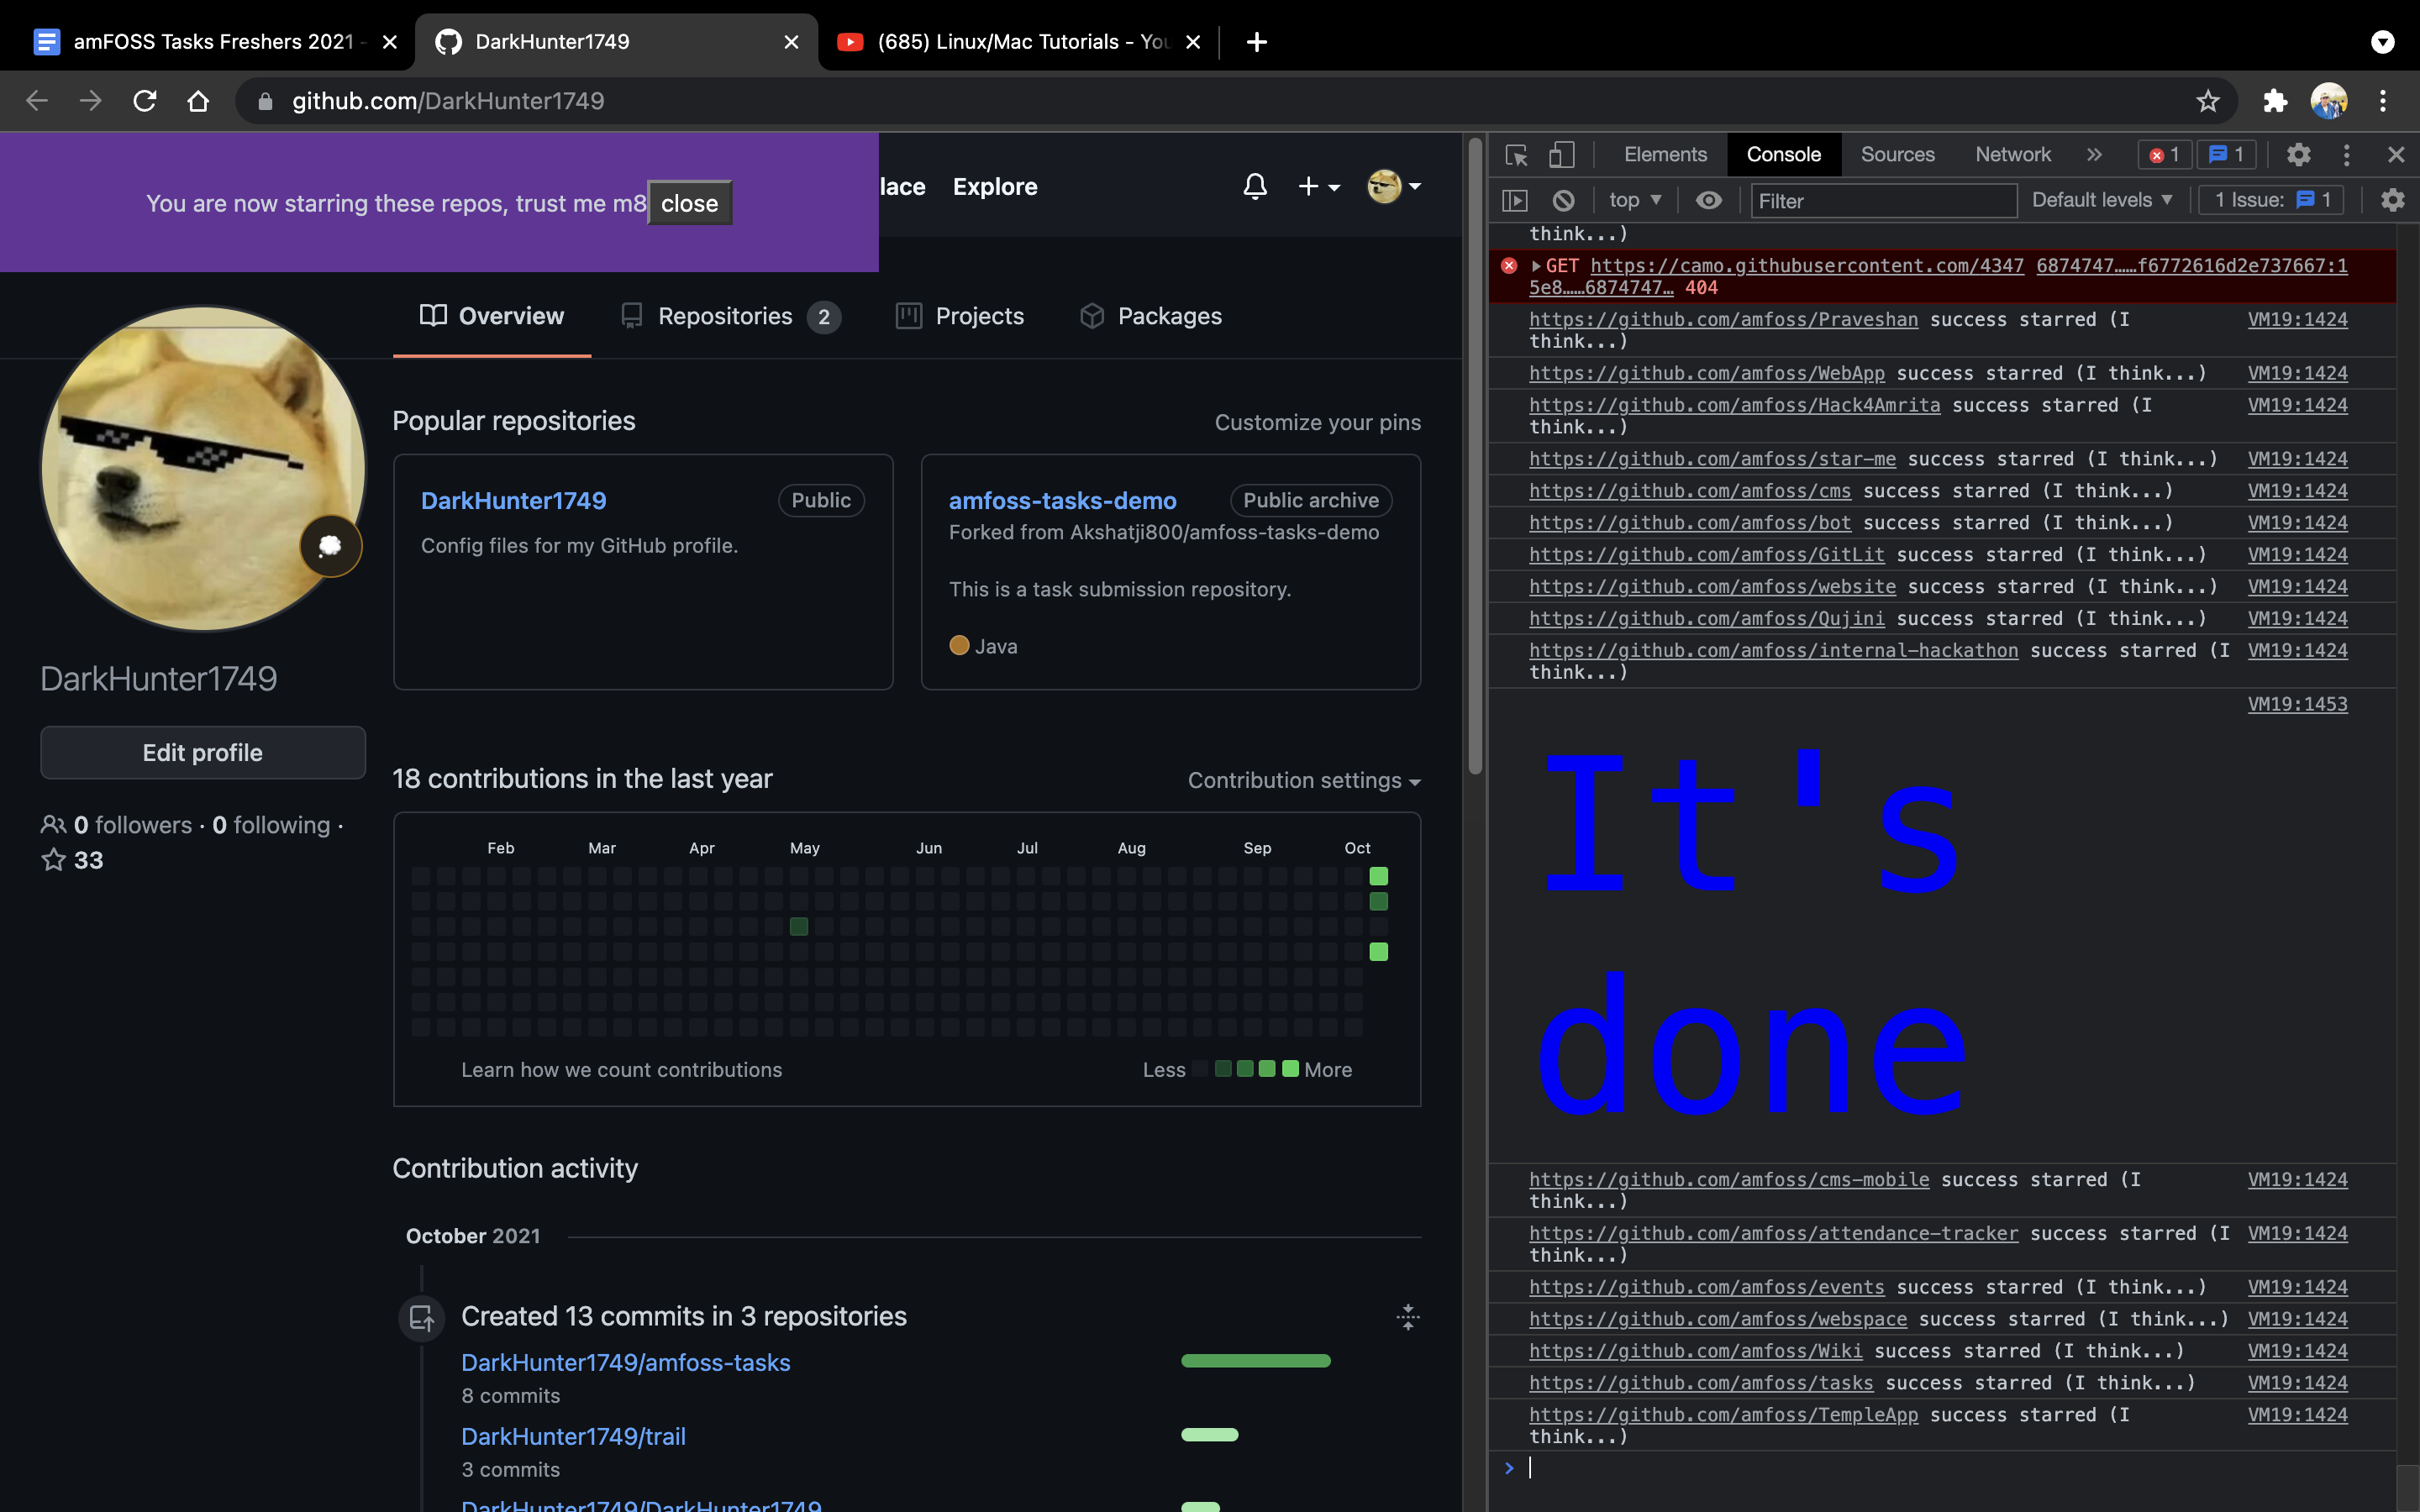 amFOSS Tasks Freshers 2021 -
DarkHunter1749
(685) Linux/Mac Tutorials - You
github.com/DarkHunter1749
You are now starring these repos, trust me m8 close
lace Explore
Overview
Repositories 2
Projects
Packages
Popular repositories
Customize your pins
DarkHunter1749 Public
Config files for my GitHub profile.
amfoss-tasks-demo Public archive
Forked from Akshatji800/amfoss-tasks-demo
This is a task submission repository.
Java
DarkHunter1749
Edit profile
0 followers · 0 following ·
33
18 contributions in the last year
Contribution settings
Feb Mar Apr May Jun Jul Aug Sep Oct
Learn how we count contributions
Less More
Contribution activity
October 2021
Created 13 commits in 3 repositories
DarkHunter1749/amfoss-tasks
8 commits
DarkHunter1749/trail
3 commits
DarkHunter1749/DarkHunter1749
Elements Console Sources Network » 1 1
top Filter Default levels 1 Issue: 1
think...)
GET https://camo.githubusercontent.com/4347 6874747……f6772616d2e737667:1
5e8……6874747… 404
https://github.com/amfoss/Praveshan success starred (I VM19:1424
think...)
https://github.com/amfoss/WebApp success starred (I think...) VM19:1424
https://github.com/amfoss/Hack4Amrita success starred (I VM19:1424
think...)
https://github.com/amfoss/star-me success starred (I think...) VM19:1424
https://github.com/amfoss/cms success starred (I think...) VM19:1424
https://github.com/amfoss/bot success starred (I think...) VM19:1424
https://github.com/amfoss/GitLit success starred (I think...) VM19:1424
https://github.com/amfoss/website success starred (I think...) VM19:1424
https://github.com/amfoss/Qujini success starred (I think...) VM19:1424
https://github.com/amfoss/internal-hackathon success starred (I VM19:1424
think...)
VM19:1453
It's
done
https://github.com/amfoss/cms-mobile success starred (I VM19:1424
think...)
https://github.com/amfoss/attendance-tracker success starred (I VM19:1424
think...)
https://github.com/amfoss/events success starred (I think...) VM19:1424
https://github.com/amfoss/webspace success starred (I think...) VM19:1424
https://github.com/amfoss/Wiki success starred (I think...) VM19:1424
https://github.com/amfoss/tasks success starred (I think...) VM19:1424
https://github.com/amfoss/TempleApp success starred (I VM19:1424
think...)